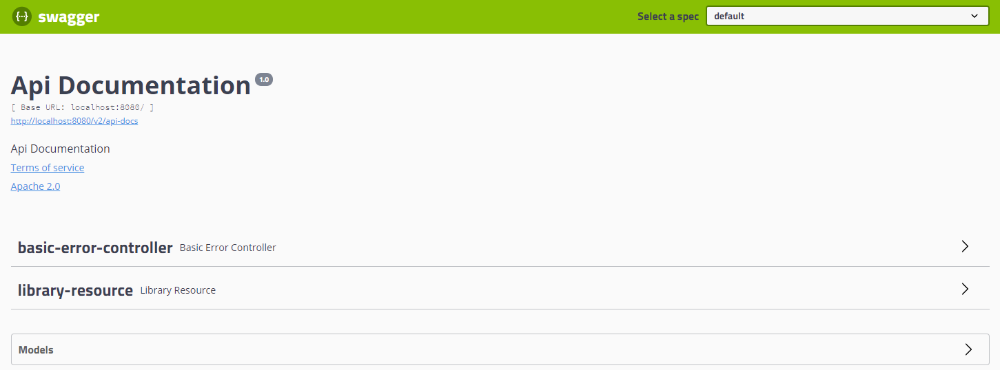 {···} swagger
Select a spec default
Api Documentation 1.0
[ Base URL: localhost:8080/ ]
http://localhost:8080/v2/api-docs
Api Documentation
Terms of service
Apache 2.0
basic-error-controller Basic Error Controller
library-resource Library Resource
Models